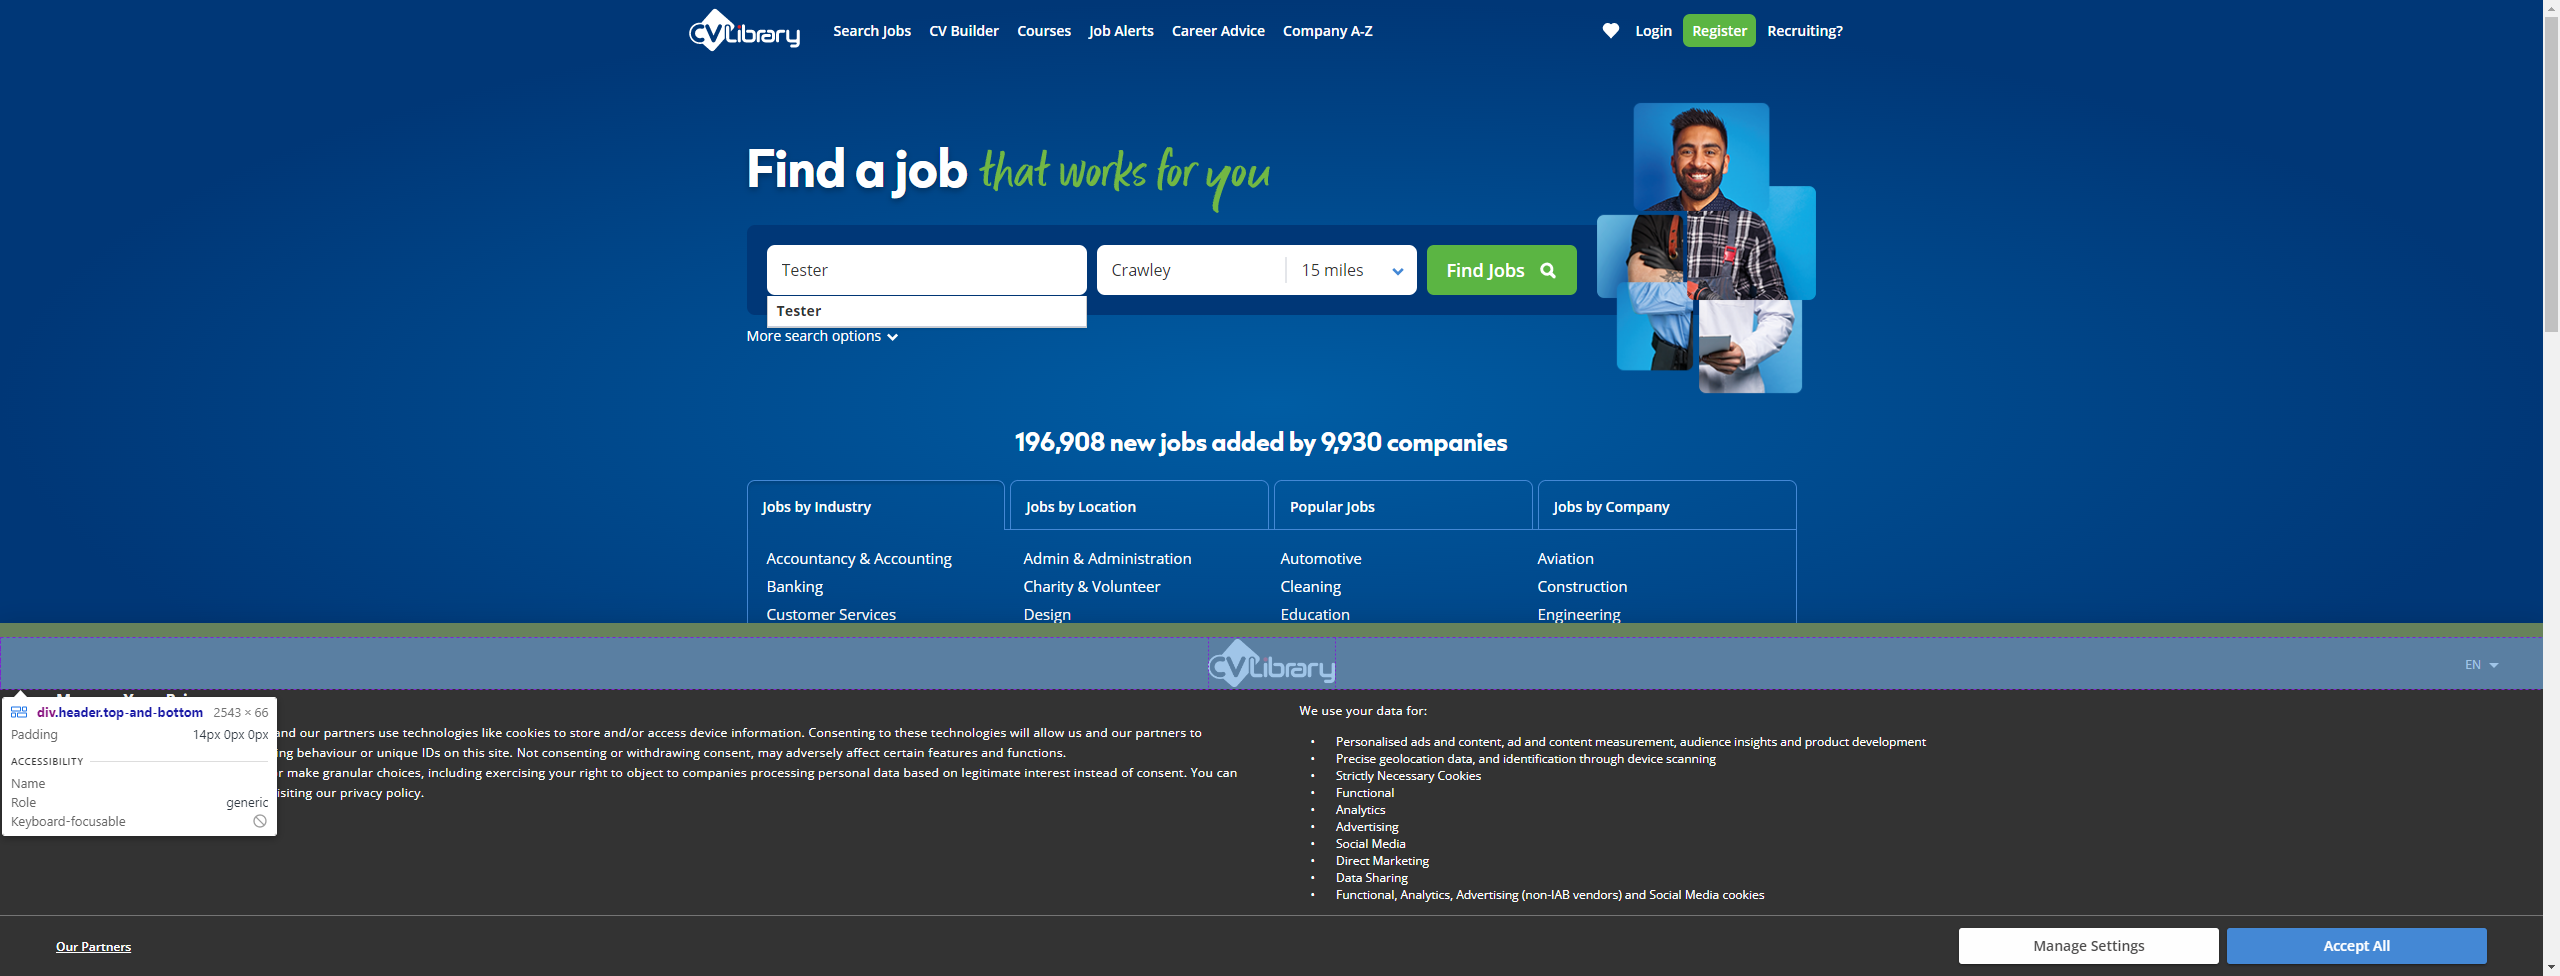 CVLibrary
Search Jobs CV Builder Courses Job Alerts Career Advice Company A-Z
Login Register Recruiting?
Find a job that works for you
Tester
Crawley 15 miles Find Jobs
Tester
More search options
196,908 new jobs added by 9,930 companies
Jobs by Industry Jobs by Location Popular Jobs Jobs by Company
Accountancy & Accounting Admin & Administration Automotive Aviation
Banking Charity & Volunteer Cleaning Construction
Customer Services Design Education Engineering
CVLibrary
EN
div.header.top-and-bottom 2543 × 66
Padding 14px 0px 0px
ACCESSIBILITY
Name
Role generic
Keyboard-focusable
and our partners use technologies like cookies to store and/or access device information. Consenting to these technologies will allow us and our partners to
ing behaviour or unique IDs on this site. Not consenting or withdrawing consent, may adversely affect certain features and functions.
r make granular choices, including exercising your right to object to companies processing personal data based on legitimate interest instead of consent. You can
isiting our privacy policy.
We use your data for:
• Personalised ads and content, ad and content measurement, audience insights and product development
• Precise geolocation data, and identification through device scanning
• Strictly Necessary Cookies
• Functional
• Analytics
• Advertising
• Social Media
• Direct Marketing
• Data Sharing
• Functional, Analytics, Advertising (non-IAB vendors) and Social Media cookies
Our Partners
Manage Settings Accept All